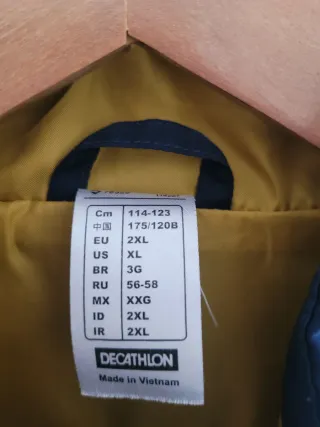 Cm 114-123
中国 175/120B
EU 2XL
US XL
BR 3G
RU 56-58
MX XXG
ID 2XL
IR 2XL
DECATHLON
Made in Vietnam